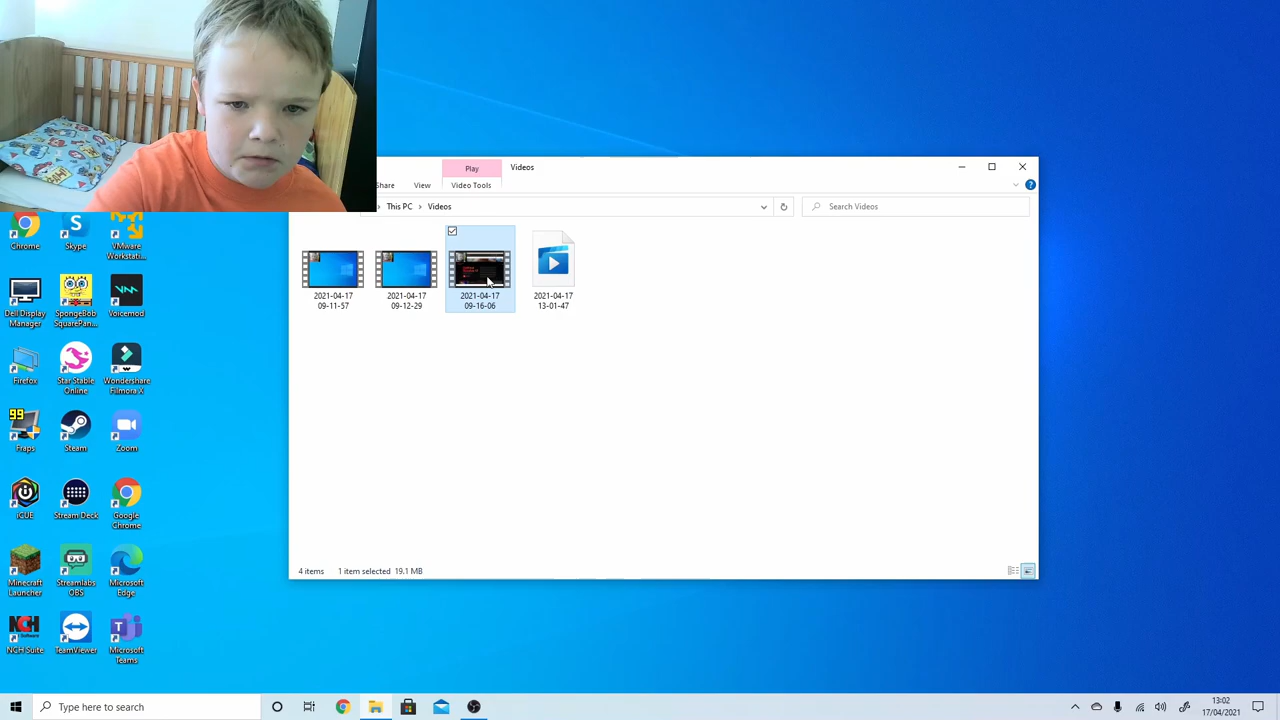 Play
Videos
Share
View
Video Tools
This PC
Videos
Search Videos
2021-04-17
09-11-57
2021-04-17
09-12-29
2021-04-17
09-16-06
2021-04-17
13-01-47
4 items
1 item selected 19.1 MB
Chrome
Skype
VMware
Workstati...
Dell Display
Manager
SpongeBob
SquarePan...
Voicemod
Firefox
Star Stable
Online
Wondershare
Filmora X
99
Fraps
Steam
Zoom
iCUE
Stream Deck
Google
Chrome
Minecraft
Launcher
Streamlabs
OBS
Microsoft
Edge
NCH
Software
NCH Suite
TeamViewer
Microsoft
Teams
Type here to search
13:02
17/04/2021